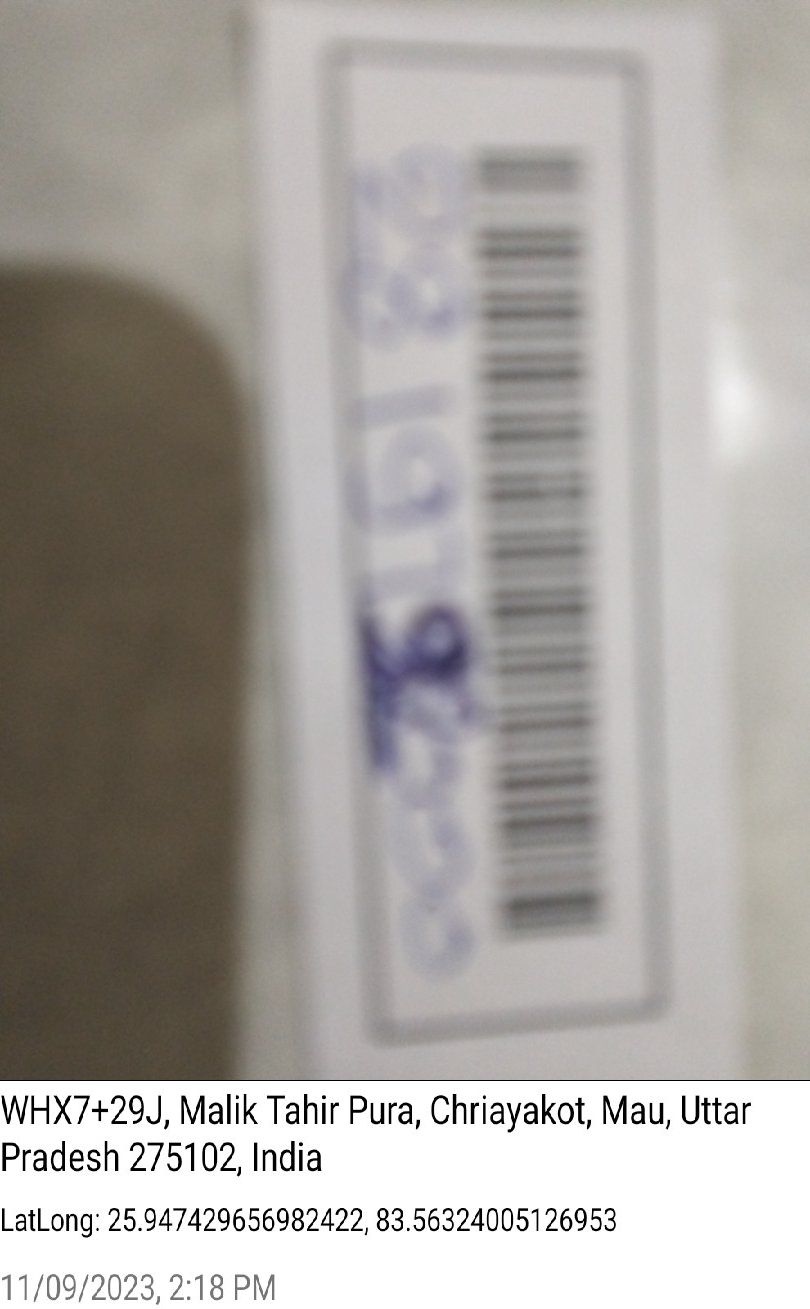 WHX7+29J, Malik Tahir Pura, Chriayakot, Mau, Uttar
Pradesh 275102, India
LatLong: 25.947429656982422, 83.56324005126953
11/09/2023, 2:18 PM